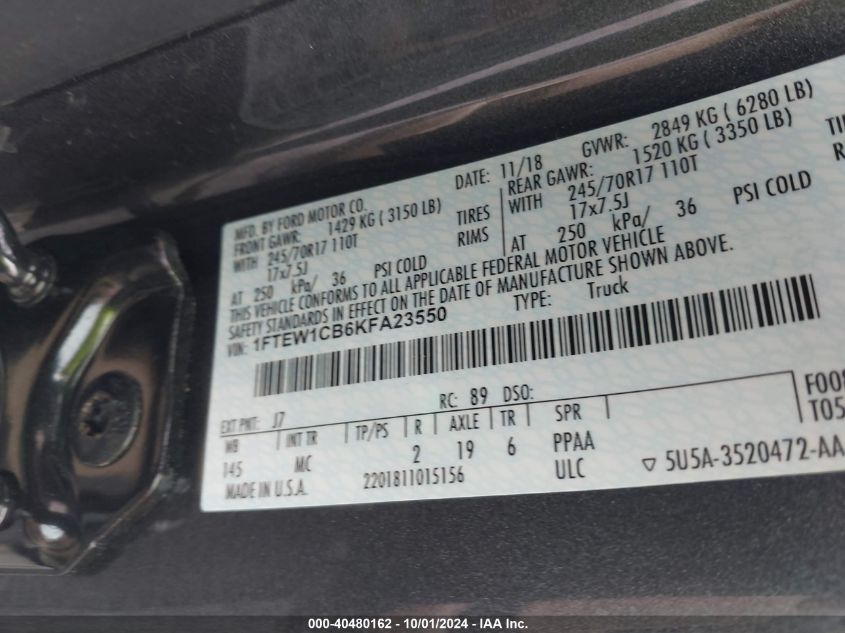 MFD. BY FORD MOTOR CO.
DATE: 11/18 GVWR: 2849 KG ( 6280 LB)
FRONT GAWR: 1429 KG ( 3150 LB) REAR GAWR: 1520 KG ( 3350 LB)
WITH 245/70R17 110T TIRES WITH 245/70R17 110T
17x7.5J RIMS 17x7.5J
AT 250 kPa/ 36 PSI COLD AT 250 kPa/ 36 PSI COLD
THIS VEHICLE CONFORMS TO ALL APPLICABLE FEDERAL MOTOR VEHICLE
SAFETY STANDARDS IN EFFECT ON THE DATE OF MANUFACTURE SHOWN ABOVE.
VIN: 1FTEW1CB6KFA23550 TYPE: Truck
EXT PNT: J7 RC: 89 DSO:
WB INT TR TP/PS R AXLE TR SPR
145 MC 2 19 6 PPAA
MADE IN U.S.A. 2201811015156 ULC
5U5A-3520472-AA
000-40480162 - 10/01/2024 - IAA Inc.